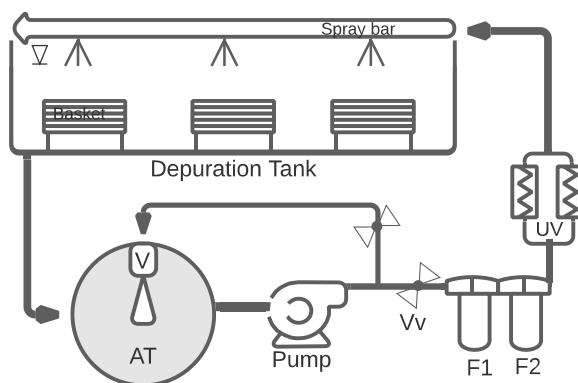 Spray bar
Basket
Depuration Tank
UV
V
Vv
AT
Pump
F1
F2